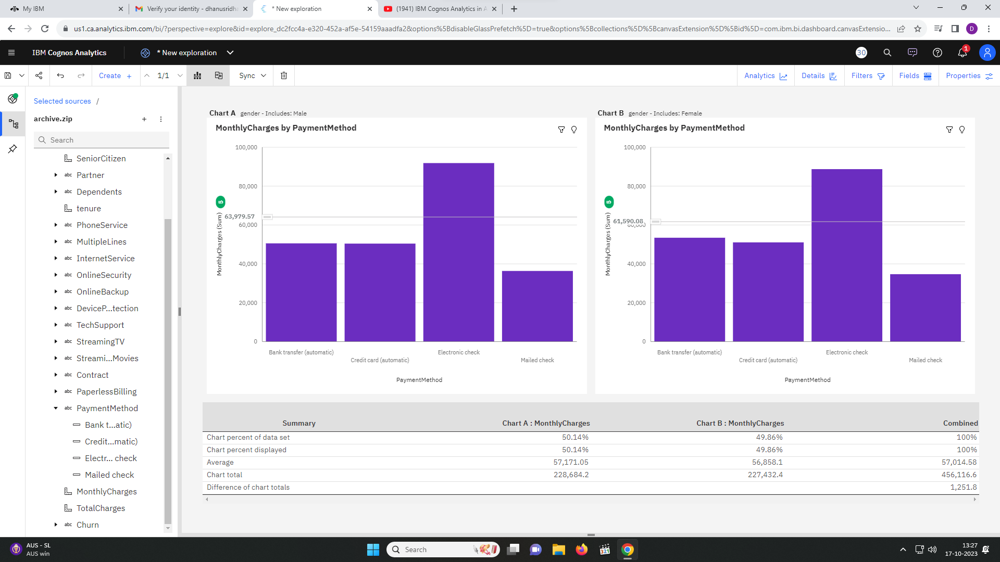 My IBM
Verify your identity - dhanusridha
* New exploration
(1941) IBM Cognos Analytics in A
us1.ca.analytics.ibm.com/bi/?perspective=explore&id=explore_dc2fcc4a-e320-452a-af5e-54159aaadfa2&options%5BdisableGlassPrefetch%5D=true&options%5Bcollections%5D%5BcanvasExtension%5D%5Bid%5D=com.ibm.bi.dashboard.canvasExtensio...
D
IBM Cognos Analytics
* New exploration
30
1
Create +
1/1
Sync
Analytics
Details
Filters
Fields
Properties
Selected sources /
archive.zip
Search
SeniorCitizen
abc Partner
abc Dependents
tenure
abc PhoneService
abc MultipleLines
abc InternetService
abc OnlineSecurity
abc OnlineBackup
abc DeviceP...tection
abc TechSupport
abc StreamingTV
abc Streami...Movies
abc Contract
abc PaperlessBilling
abc PaymentMethod
Bank t...atic)
Credit...matic)
Electr... check
Mailed check
MonthlyCharges
TotalCharges
abc Churn
Chart A gender - Includes: Male
MonthlyCharges by PaymentMethod
100,000
80,000
63,979.57
60,000
40,000
20,000
0
5
MonthlyCharges (Sum)
Bank transfer (automatic)
Credit card (automatic)
Electronic check
Mailed check
PaymentMethod
Chart B gender - Includes: Female
MonthlyCharges by PaymentMethod
100,000
80,000
61,590.08
60,000
40,000
20,000
0
5
MonthlyCharges (Sum)
Bank transfer (automatic)
Credit card (automatic)
Electronic check
Mailed check
PaymentMethod
Summary Chart A : MonthlyCharges Chart B : MonthlyCharges Combined
Chart percent of data set 50.14% 49.86% 100%
Chart percent displayed 50.14% 49.86% 100%
Average 57,171.05 56,858.1 57,014.58
Chart total 228,684.2 227,432.4 456,116.6
Difference of chart totals 1,251.8
AUS - SL
AUS win
Search
321
13:27
17-10-2023